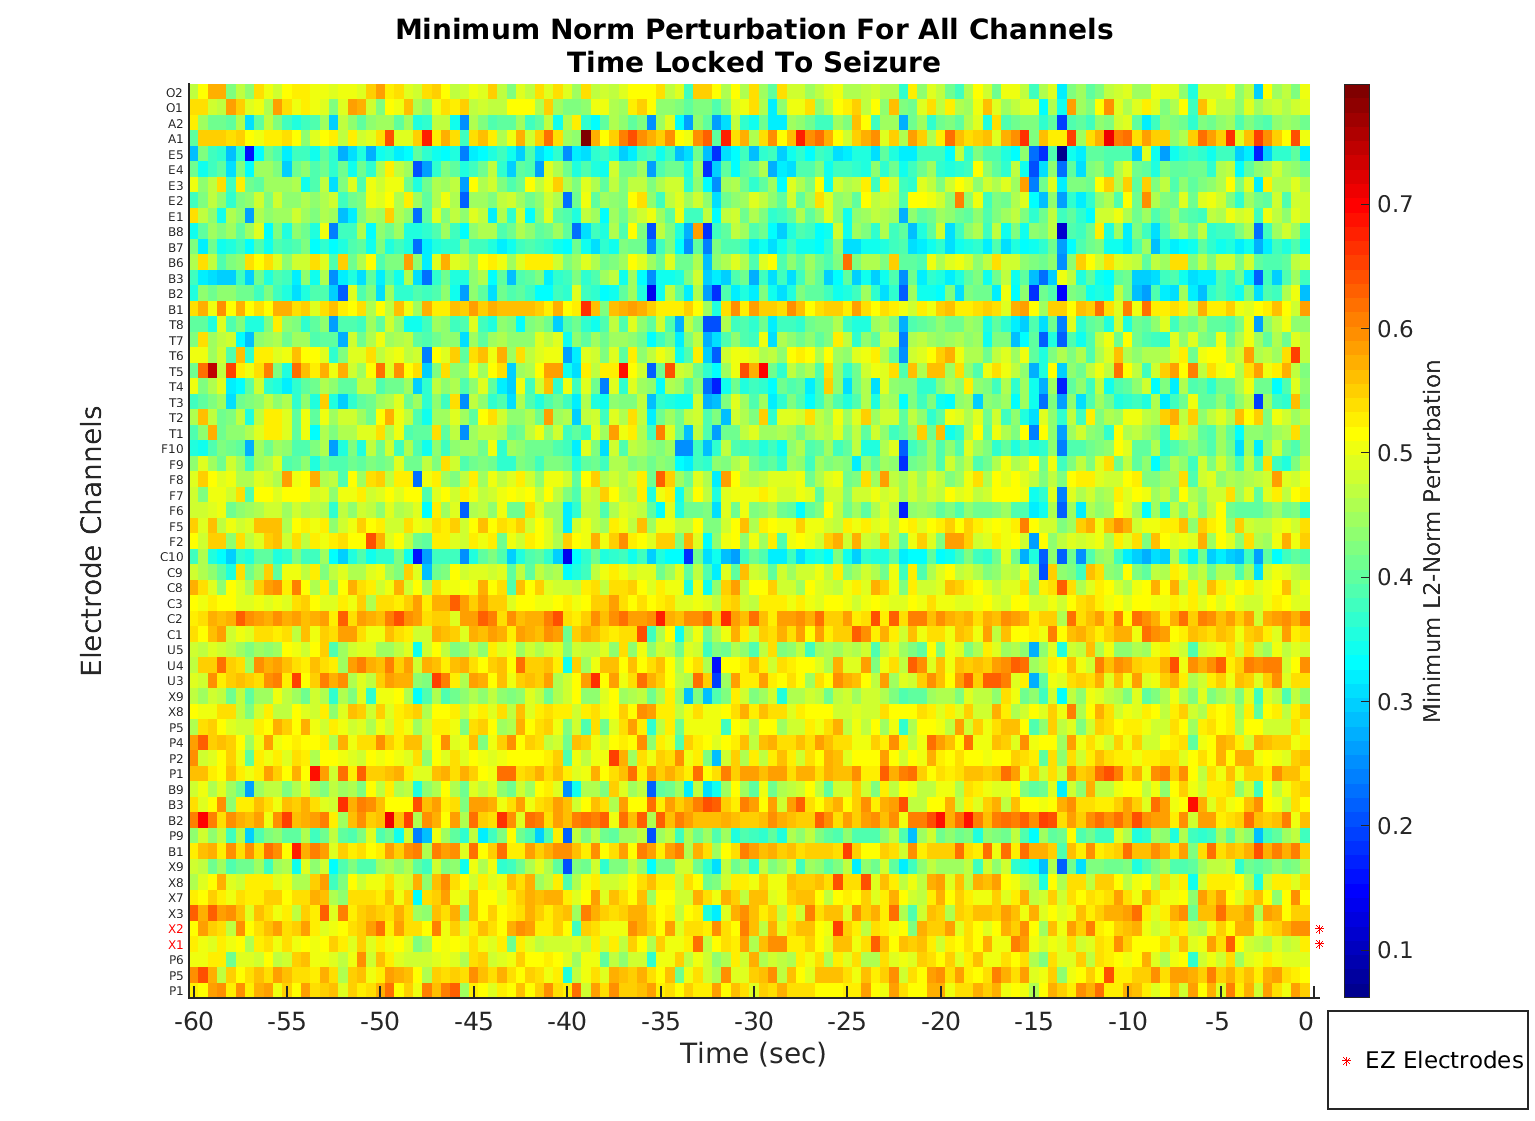 Minimum Norm Perturbation For All Channels
Time Locked To Seizure
Electrode Channels
O2
O1
A2
A1
E5
E4
E3
E2
E1
B8
B7
B6
B3
B2
B1
T8
T7
T6
T5
T4
T3
T2
T1
F10
F9
F8
F7
F6
F5
F2
C10
C9
C8
C3
C2
C1
U5
U4
U3
X9
X8
P5
P4
P2
P1
B9
B3
B2
P9
B1
X9
X8
X7
X3
X2
X1
P6
P5
P1
-60 -55 -50 -45 -40 -35 -30 -25 -20 -15 -10 -5 0
Time (sec)
0.7
0.6
0.5
0.4
0.3
0.2
0.1
Minimum L2-Norm Perturbation
* EZ Electrodes